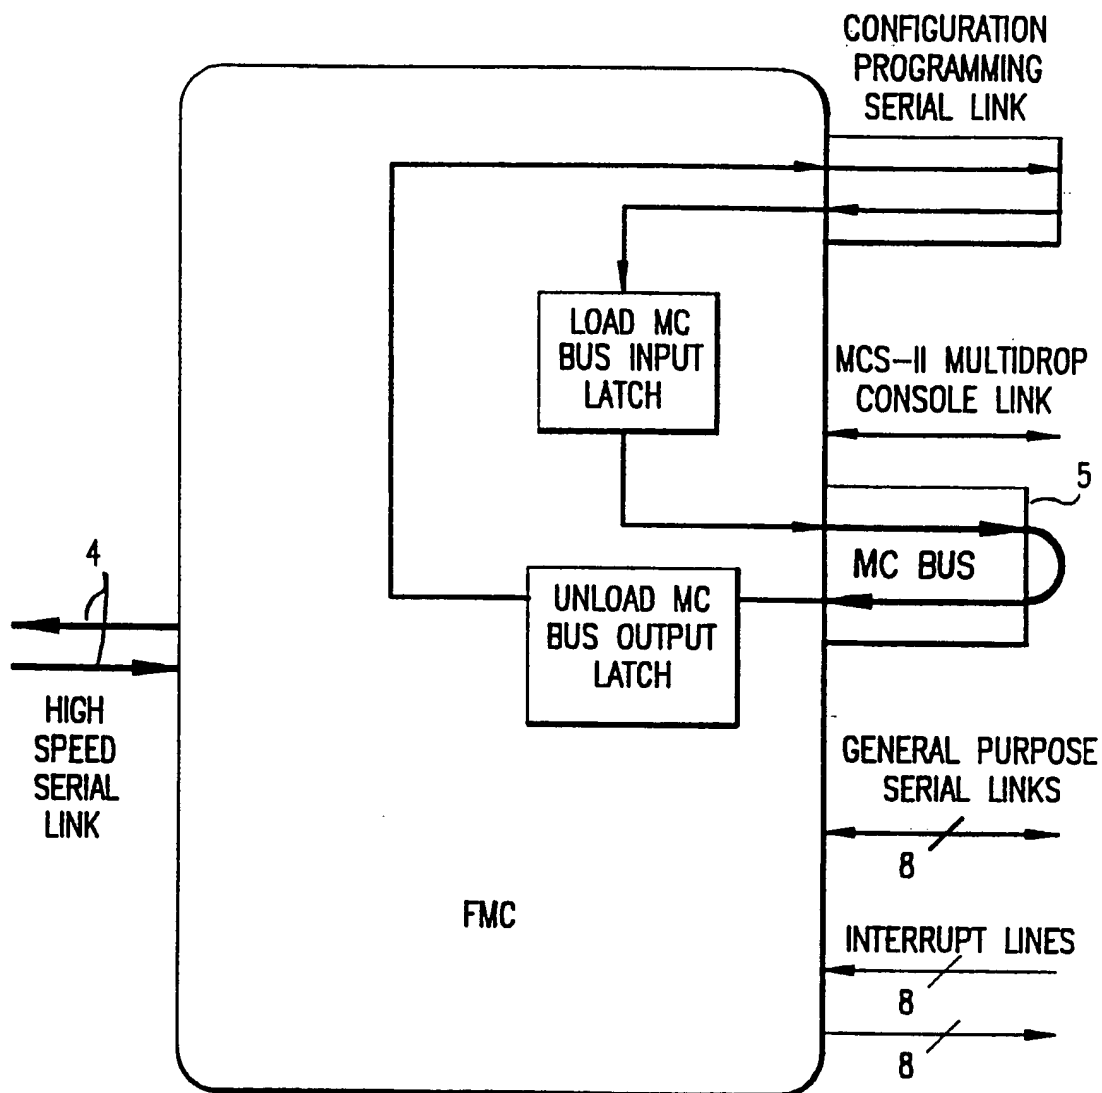 CONFIGURATION
PROGRAMMING
SERIAL LINK
LOAD MC
BUS INPUT
LATCH
MCS-II MULTIDROP
CONSOLE LINK
5
MC BUS
4
UNLOAD MC
BUS OUTPUT
LATCH
HIGH
SPEED
SERIAL
LINK
GENERAL PURPOSE
SERIAL LINKS
8
FMC
INTERRUPT LINES
8
8